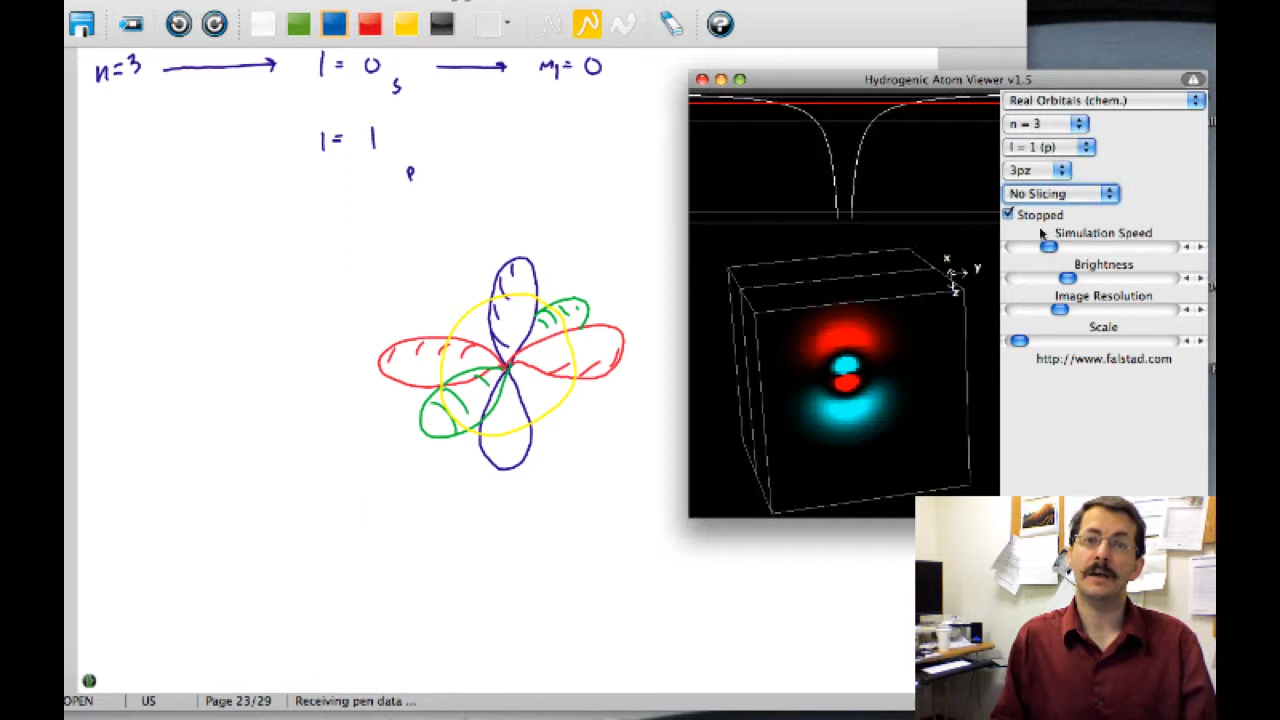 n=3 → l = 0 → ml = 0
s
l = 1
p
Hydrogenic Atom Viewer v1.5
Real Orbitals (chem.)
n = 3
l = 1 (p)
3pz
No Slicing
Stopped
Simulation Speed
Brightness
Image Resolution
Scale
http://www.falstad.com
x
y
z
OPEN
US
Page 23/29
Receiving pen data ...